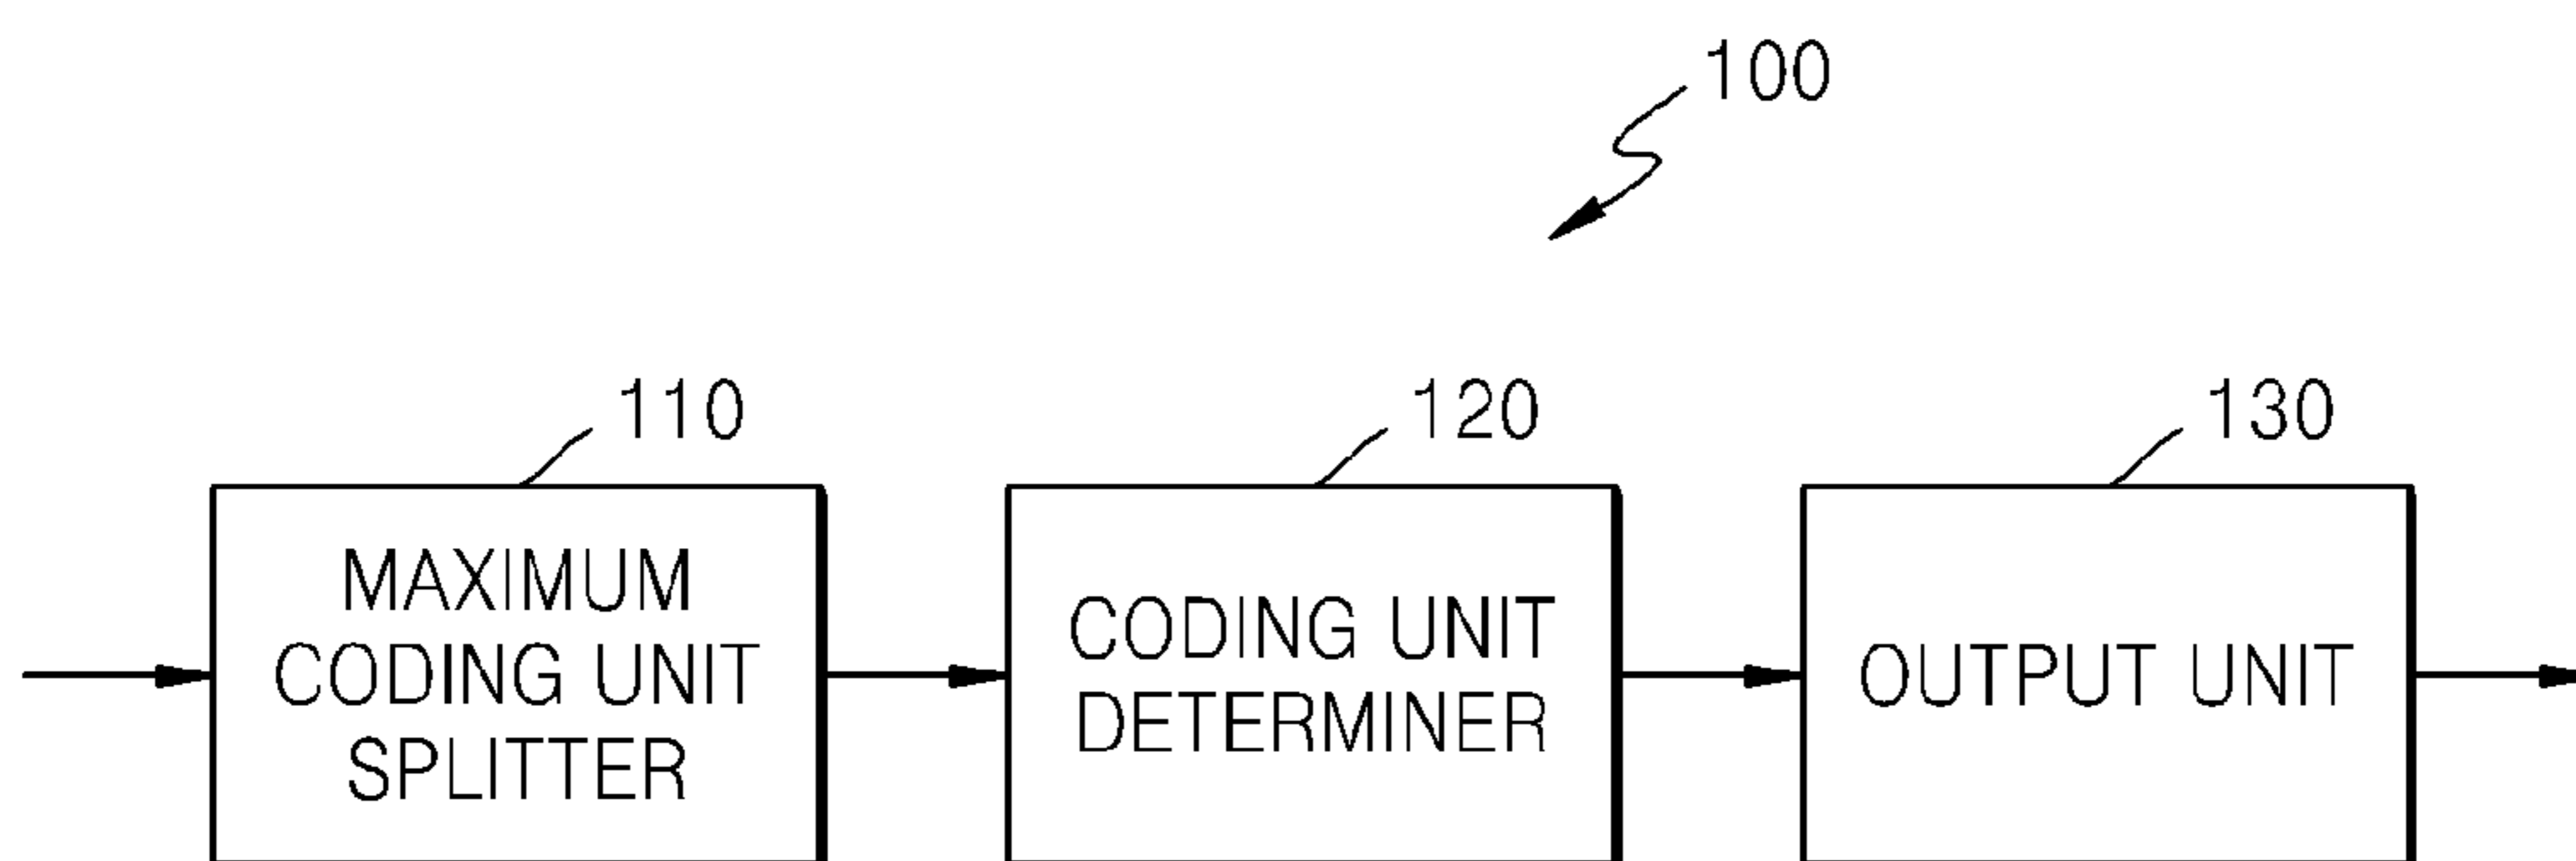 100
110
120
130
MAXIMUM
CODING UNIT
SPLITTER
CODING UNIT
DETERMINER
OUTPUT UNIT